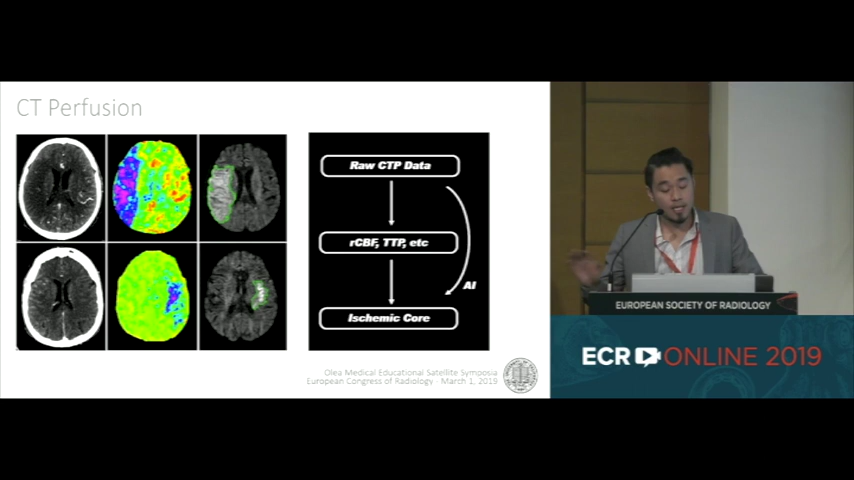 CT Perfusion
Raw CTP Data
rCBF, TTP, etc
AI
Ischemic Core
Olea Medical Educational Satellite Symposia
European Congress of Radiology - March 1, 2019
EUROPEAN SOCIETY OF RADIOLOGY
ECR ONLINE 2019